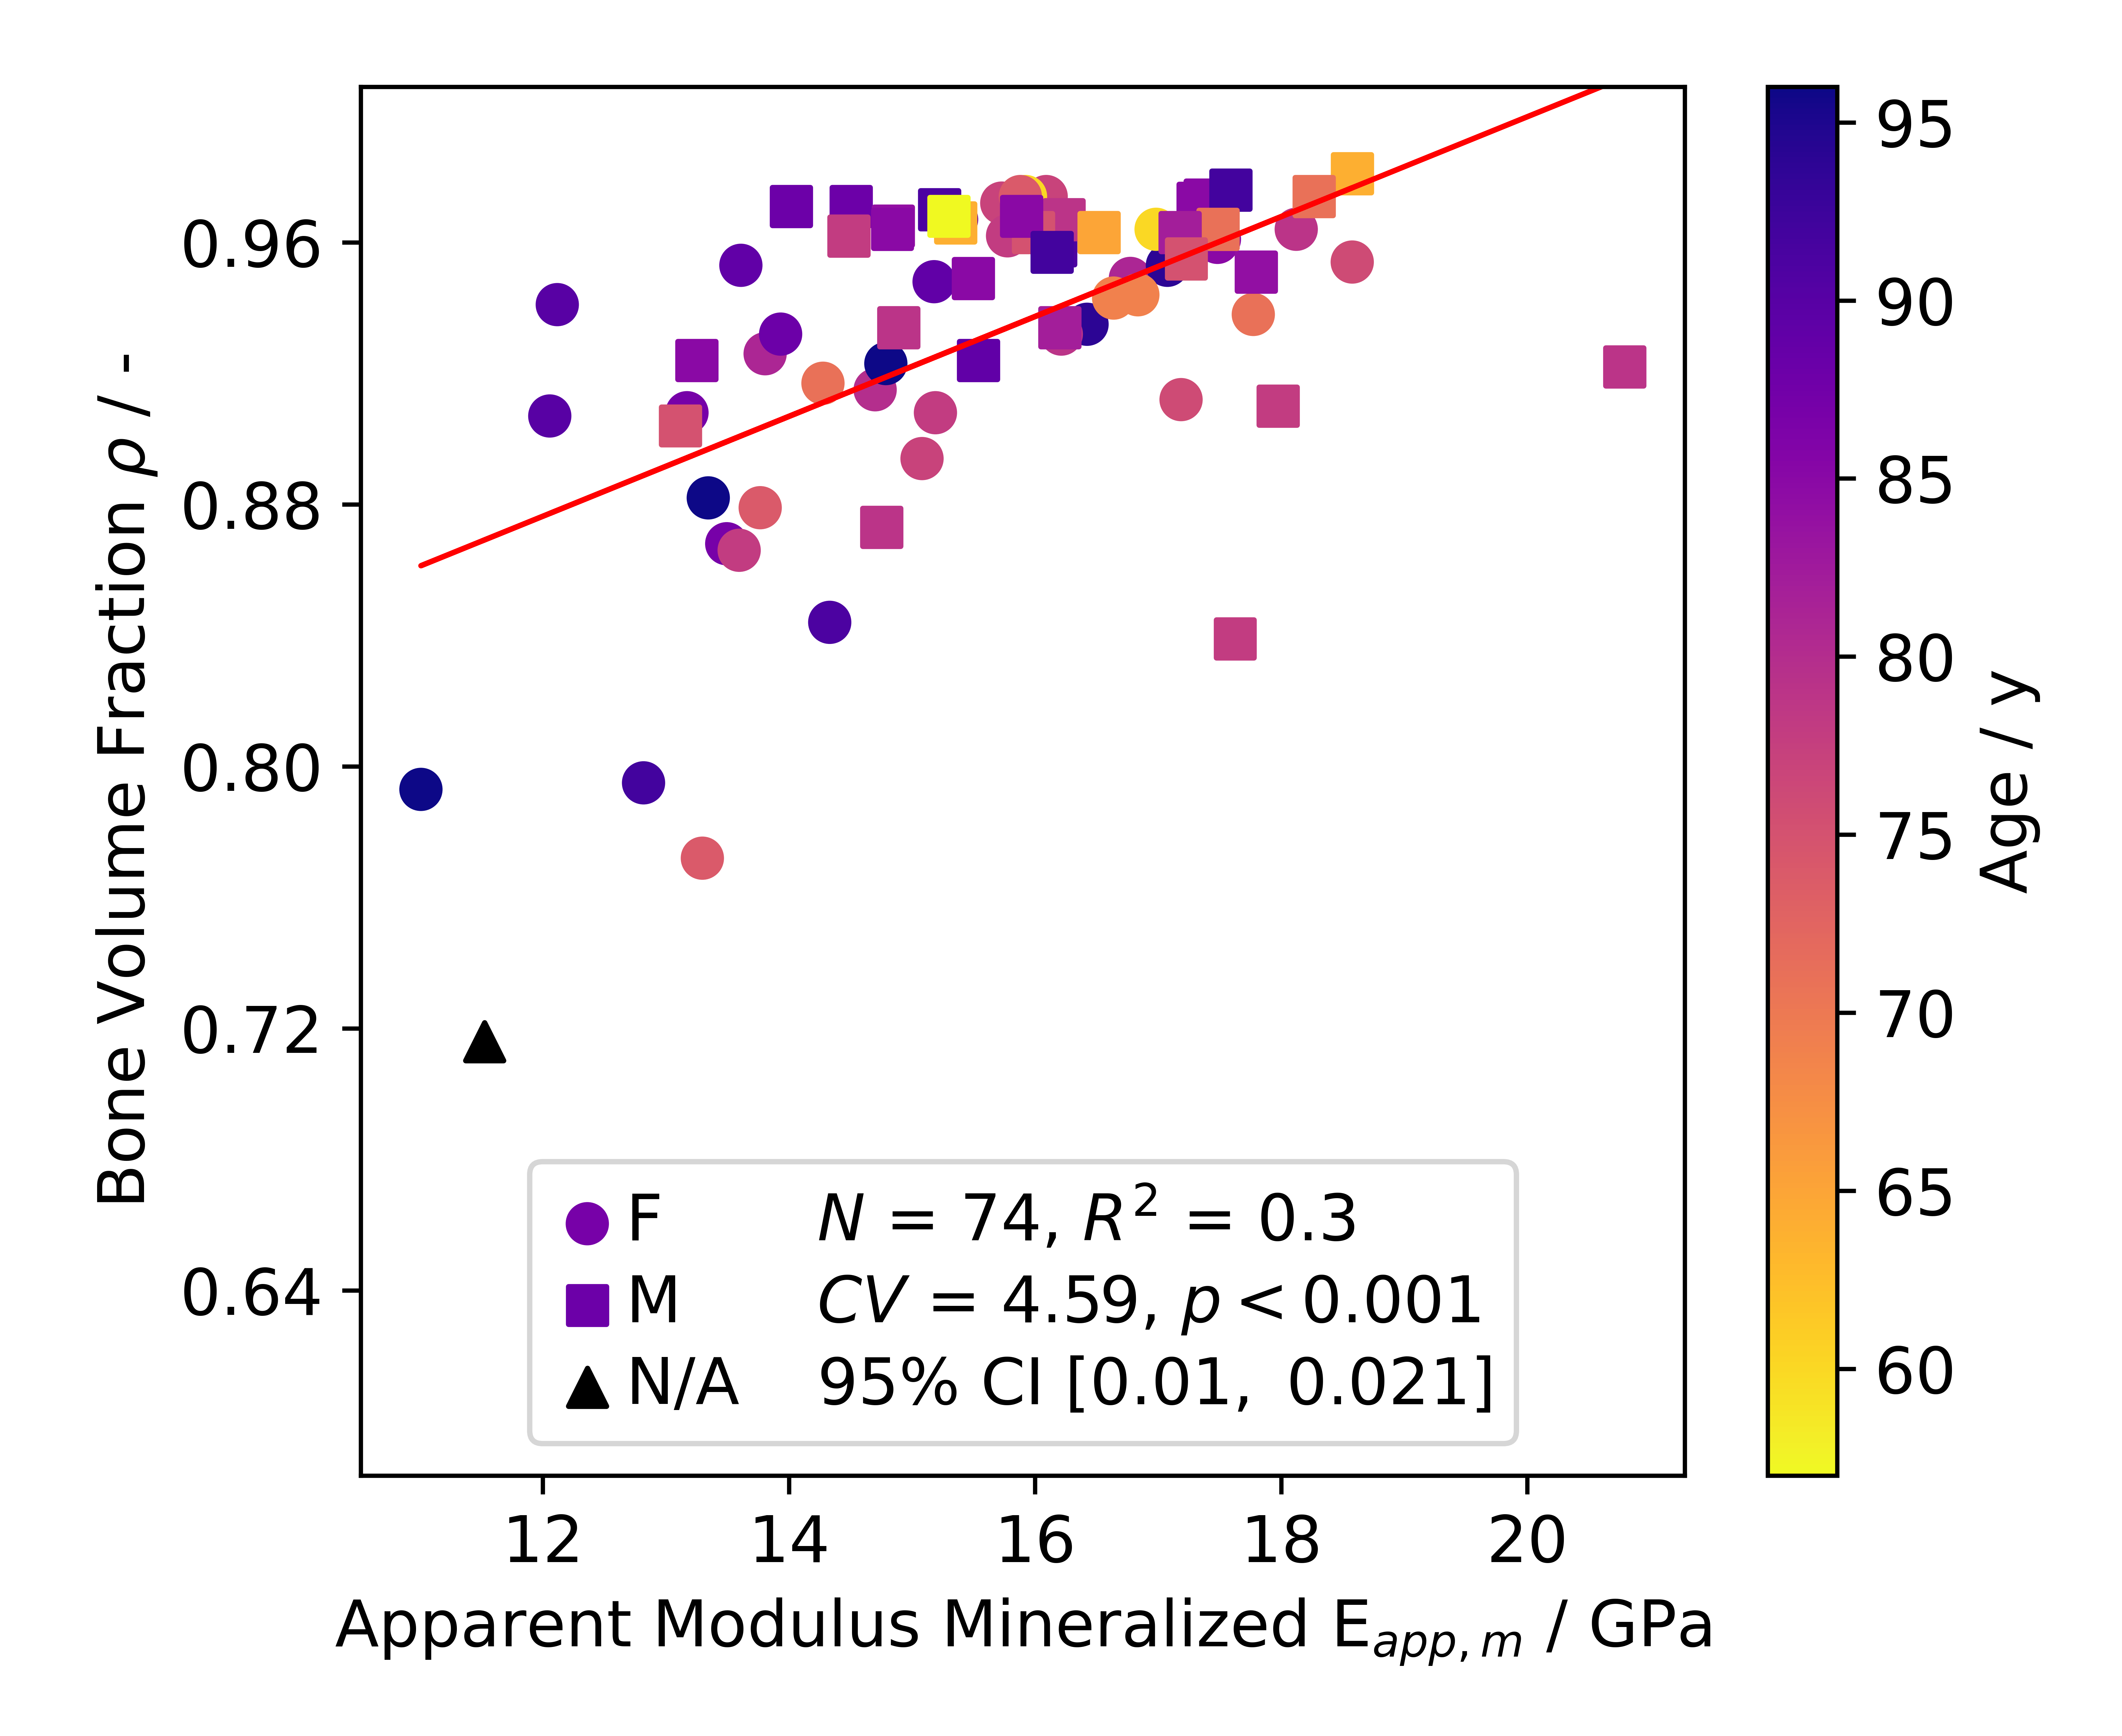 0.96
0.88
0.80
0.72
0.64
Bone Volume Fraction ρ / -
F
M
N/A
N = 74, R² = 0.3
CV = 4.59, p < 0.001
95% CI [0.01, 0.021]
12 14 16 18 20
Apparent Modulus Mineralized E_{app, m} / GPa
95
90
85
80
75
70
65
60
Age / y